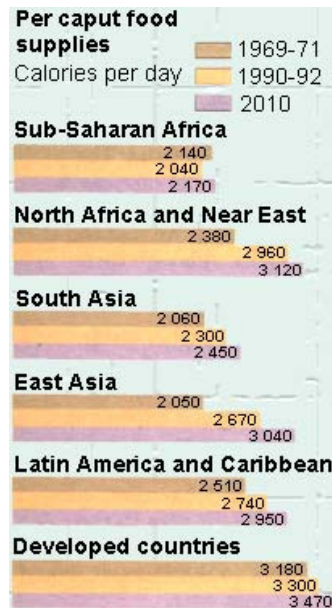 Per caput food
supplies
Calories per day
1969-71
1990-92
2010
Sub-Saharan Africa
2 140
2 040
2 170
North Africa and Near East
2 380
2 960
3 120
South Asia
2 060
2 300
2 450
East Asia
2 050
2 670
3 040
Latin America and Caribbean
2 510
2 740
2 950
Developed countries
3 180
3 300
3 470